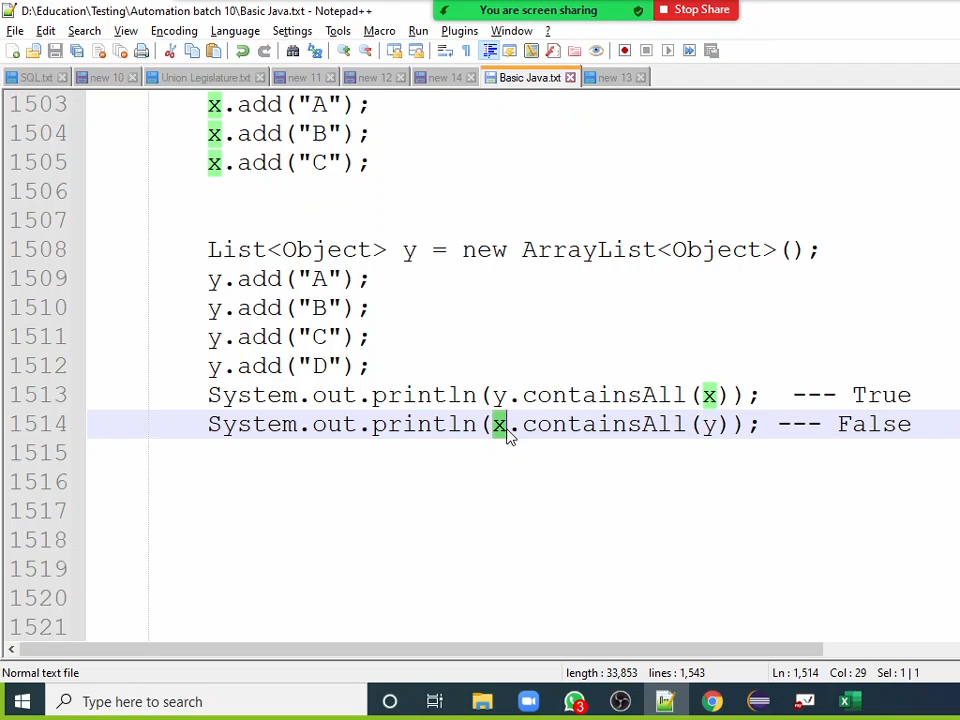 D:\Education\Testing\Automation batch 10\Basic Java.txt - Notepad++
You are screen sharing
Stop Share
File Edit Search View Encoding Language Settings Tools Macro Run Plugins Window ?
SQL.txt new 10 Union Legislature.txt new 11 new 12 new 14 Basic Java.txt new 13
1503 x.add("A");
1504 x.add("B");
1505 x.add("C");
1506
1507
1508 List<Object> y = new ArrayList<Object>();
1509 y.add("A");
1510 y.add("B");
1511 y.add("C");
1512 y.add("D");
1513 System.out.println(y.containsAll(x)); --- True
1514 System.out.println(x.containsAll(y)); --- False
1515
1516
1517
1518
1519
1520
1521
Normal text file length : 33,853 lines : 1,543 Ln : 1,514 Col : 29 Sel : 1 | 1
Type here to search
3